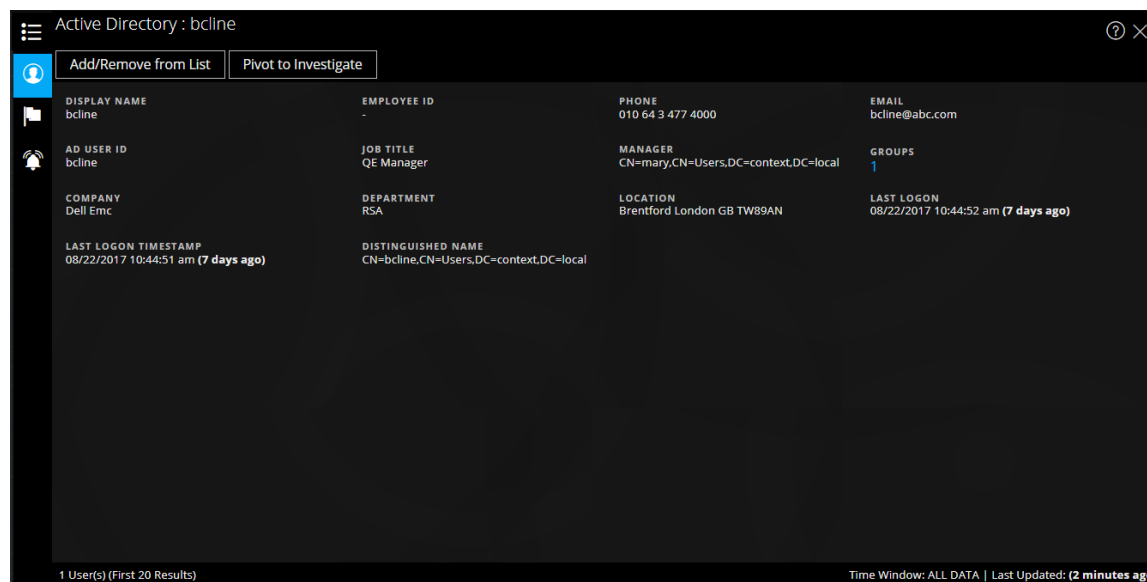 Active Directory : bcline
Add/Remove from List Pivot to Investigate
DISPLAY NAME EMPLOYEE ID PHONE EMAIL
bcline - 010 64 3 477 4000 bcline@abc.com
AD USER ID JOB TITLE MANAGER GROUPS
bcline QE Manager CN=mary,CN=Users,DC=context,DC=local 1
COMPANY DEPARTMENT LOCATION LAST LOGON
Dell Emc RSA Brentford London GB TW89AN 08/22/2017 10:44:52 am (7 days ago)
LAST LOGON TIMESTAMP DISTINGUISHED NAME
08/22/2017 10:44:51 am (7 days ago) CN=bcline,CN=Users,DC=context,DC=local
1 User(s) (First 20 Results) Time Window: ALL DATA | Last Updated: (2 minutes ag